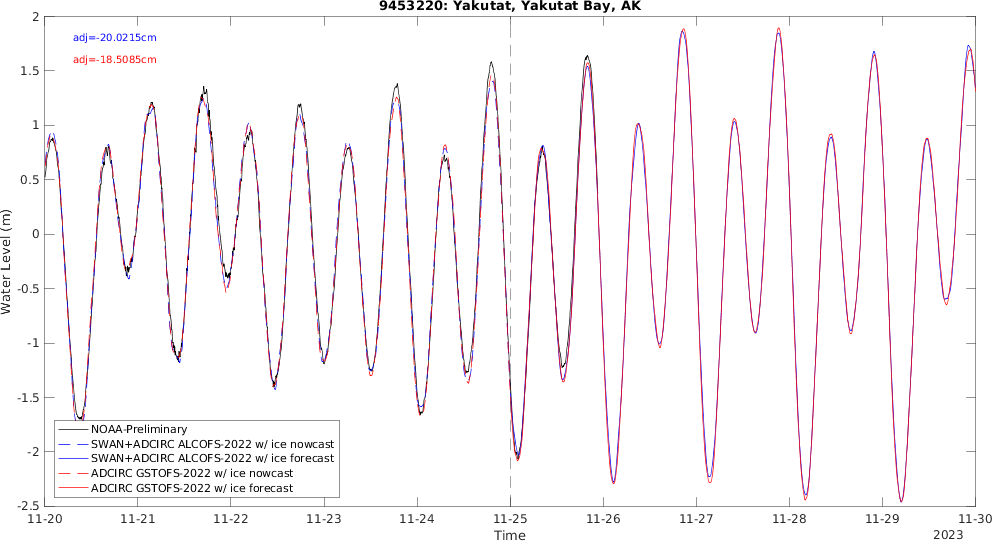 9453220: Yakutat, Yakutat Bay, AK
2
1.5
1
0.5
0
-0.5
-1
-1.5
-2
-2.5
Water Level (m)
adj=-20.0215cm
adj=-18.5085cm
NOAA-Preliminary
SWAN+ADCIRC ALCOFS-2022 w/ ice nowcast
SWAN+ADCIRC ALCOFS-2022 w/ ice forecast
ADCIRC GSTOFS-2022 w/ ice nowcast
ADCIRC GSTOFS-2022 w/ ice forecast
11-20 11-21 11-22 11-23 11-24 11-25 11-26 11-27 11-28 11-29 11-30
Time
2023